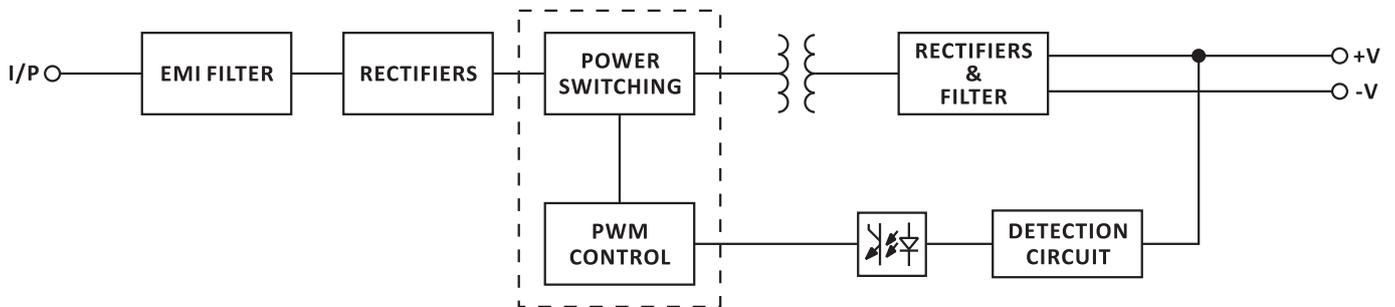 I/P
EMI FILTER
RECTIFIERS
POWER
SWITCHING
RECTIFIERS
&
FILTER
+V
-V
PWM
CONTROL
DETECTION
CIRCUIT